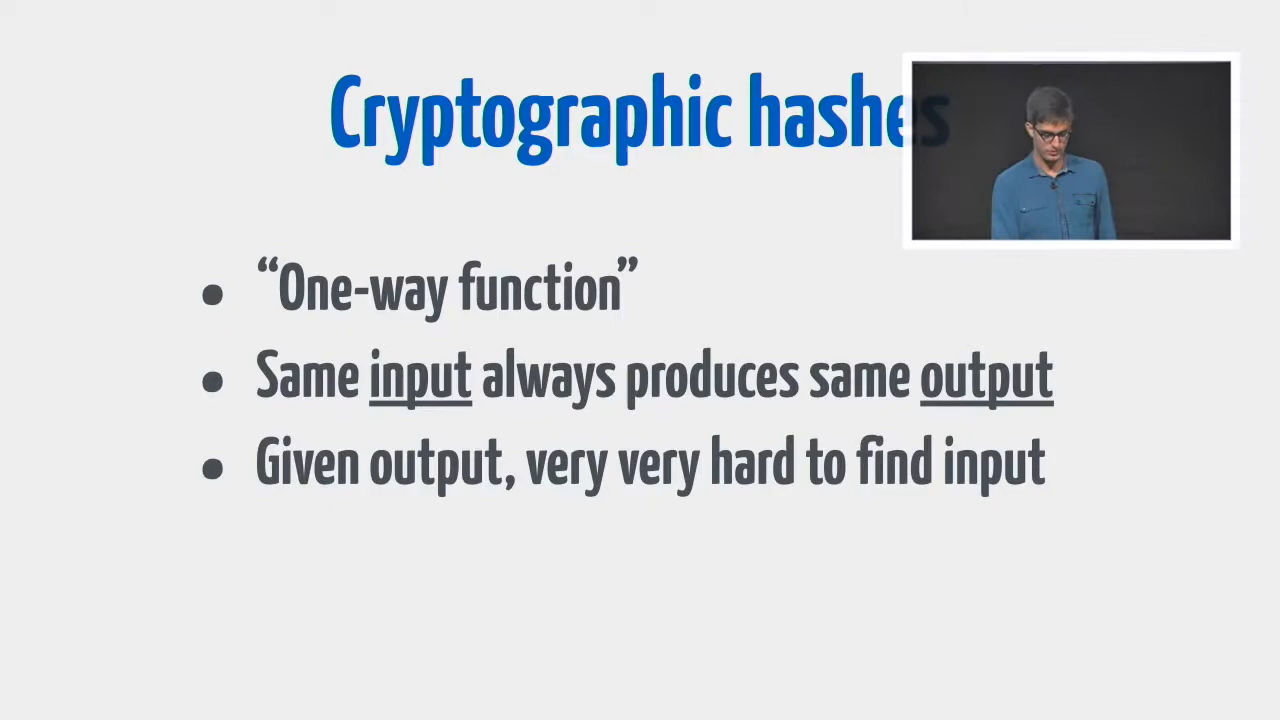 Cryptographic hashes
• “One-way function”
• Same input always produces same output
• Given output, very very hard to find input